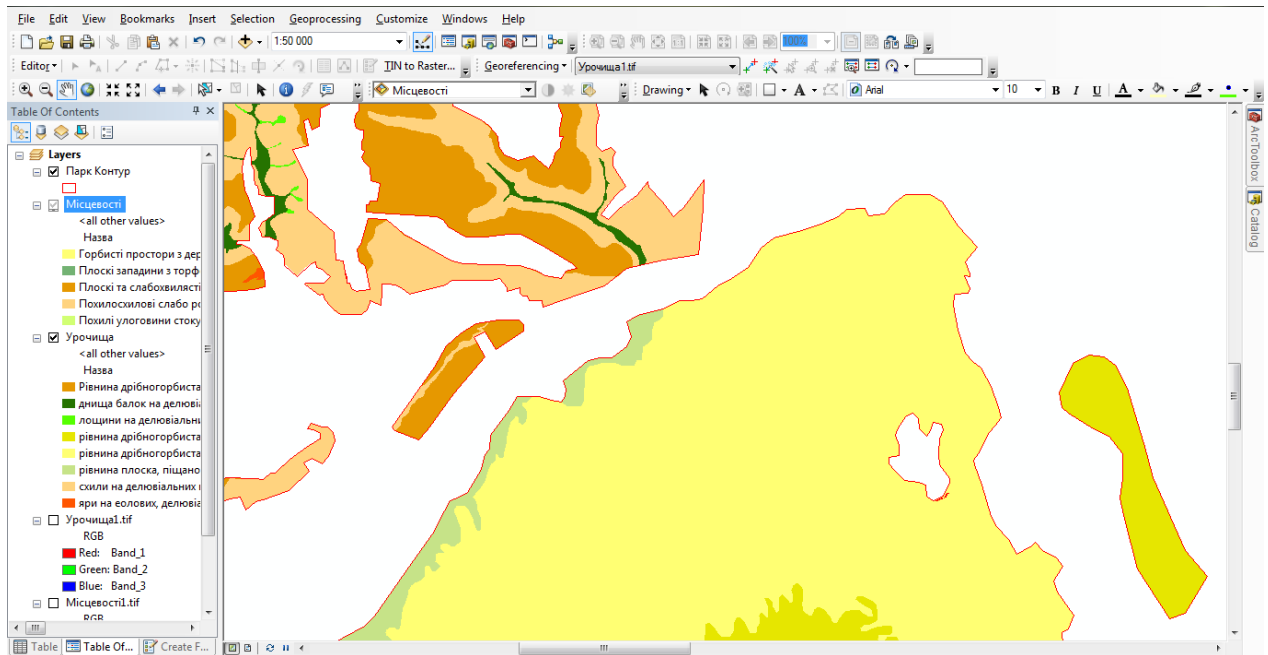 File Edit View Bookmarks Insert Selection Geoprocessing Customize Windows Help
1:50 000 100%
Editor TIN to Raster... Georeferencing Урочища1.tif
Місцевості Drawing A Arial 10 B I U A
Table Of Contents
Layers
Парк Контур
Місцевості
<all other values>
Назва
Горбисті простори з дер
Плоскі западини з торф
Плоскі та слабохвилясті
Похилосхилові слабо ро
Похилі улоговини стоку
Урочища
<all other values>
Назва
Рівнина дрібногорбиста
днища балок на делюві
лощини на делювіальн
рівнина дрібногорбиста
рівнина дрібногорбиста
рівнина плоска, піщано
схили на делювіальних
яри на еолових, делювіа
Урочища1.tif
RGB
Red: Band_1
Green: Band_2
Blue: Band_3
Місцевості1.tif
RGB
Table Table Of... Create F...
ArcToolbox
Catalog